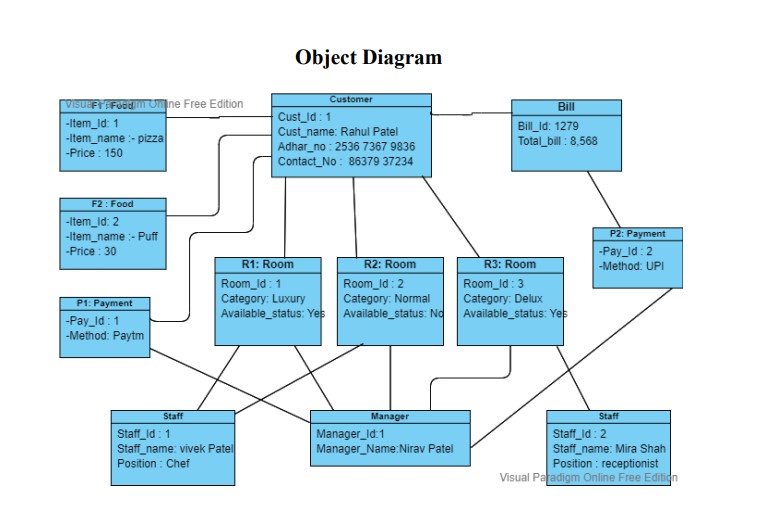 Object Diagram
Visual Paradigm Online Free Edition
F1: Food
-Item_Id: 1
-Item_name :- pizza
-Price : 150
Customer
Cust_Id : 1
Cust_name: Rahul Patel
Adhar_no : 2536 7367 9836
Contact_No : 86379 37234
Bill
Bill_Id: 1279
Total_bill : 8,568
F2 : Food
-Item_Id: 2
-Item_name :- Puff
-Price : 30
P2: Payment
-Pay_Id : 2
-Method: UPI
R1: Room
Room_Id : 1
Category: Luxury
Available_status: Yes
R2: Room
Room_Id : 2
Category: Normal
Available_status: No
R3: Room
Room_Id : 3
Category: Delux
Available_status: Yes
P1: Payment
-Pay_Id : 1
-Method: Paytm
Staff
Staff_Id : 1
Staff_name: vivek Patel
Position : Chef
Manager
Manager_Id:1
Manager_Name:Nirav Patel
Staff
Staff_Id : 2
Staff_name: Mira Shah
Position : receptionist
Visual Paradigm Online Free Edition